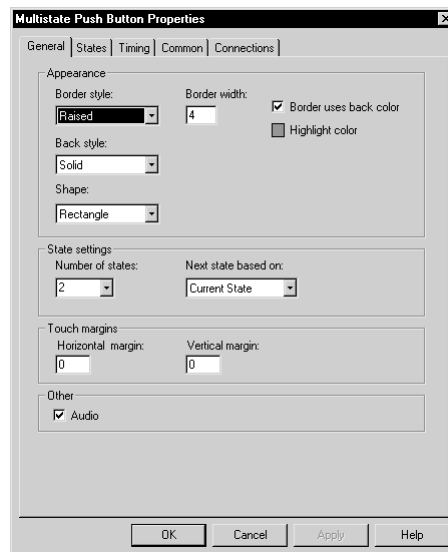 Multistate Push Button Properties
General States Timing Common Connections
Appearance
Border style: Border width:
Raised 4 Border uses back color
Highlight color
Back style:
Solid
Shape:
Rectangle
State settings
Number of states: Next state based on:
2 Current State
Touch margins
Horizontal margin: Vertical margin:
0 0
Other
Audio
OK Cancel Apply Help